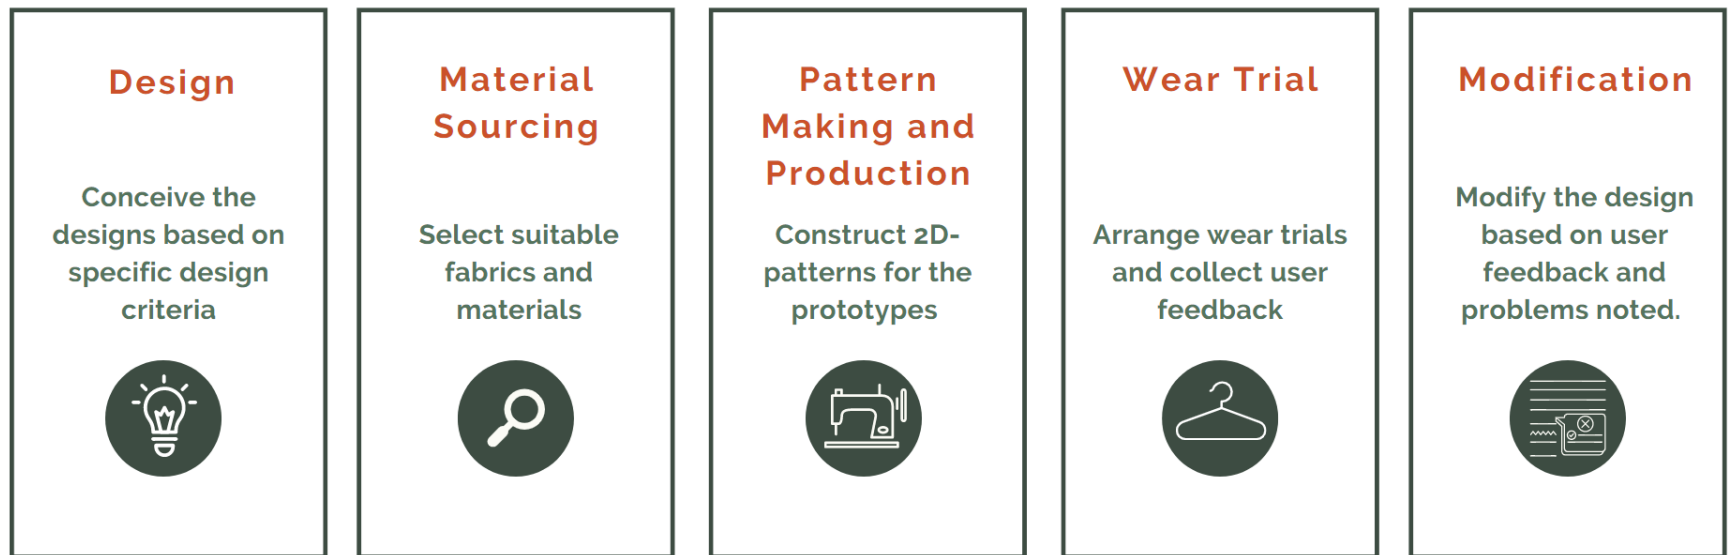 Design
Conceive the
designs based on
specific design
criteria
Material
Sourcing
Select suitable
fabrics and
materials
Pattern
Making and
Production
Construct 2D-
patterns for the
prototypes
Wear Trial
Arrange wear trials
and collect user
feedback
Modification
Modify the design
based on user
feedback and
problems noted.